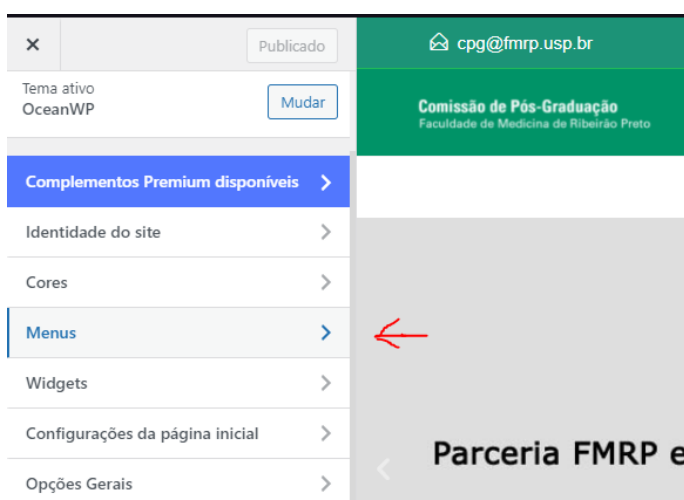 Publicado
cpg@fmrp.usp.br
Tema ativo
OceanWP
Mudar
Comissão de Pós-Graduação
Faculdade de Medicina de Ribeirão Preto
Complementos Premium disponíveis
Identidade do site
Cores
Menus
Widgets
Configurações da página inicial
Parceria FMRP e
Opções Gerais